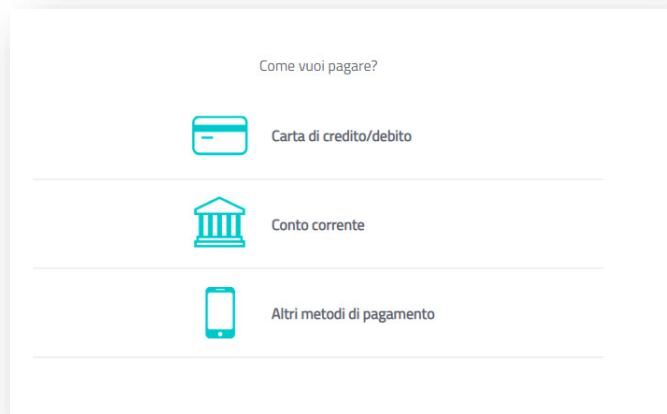 Come vuoi pagare?
Carta di credito/debito
Conto corrente
Altri metodi di pagamento